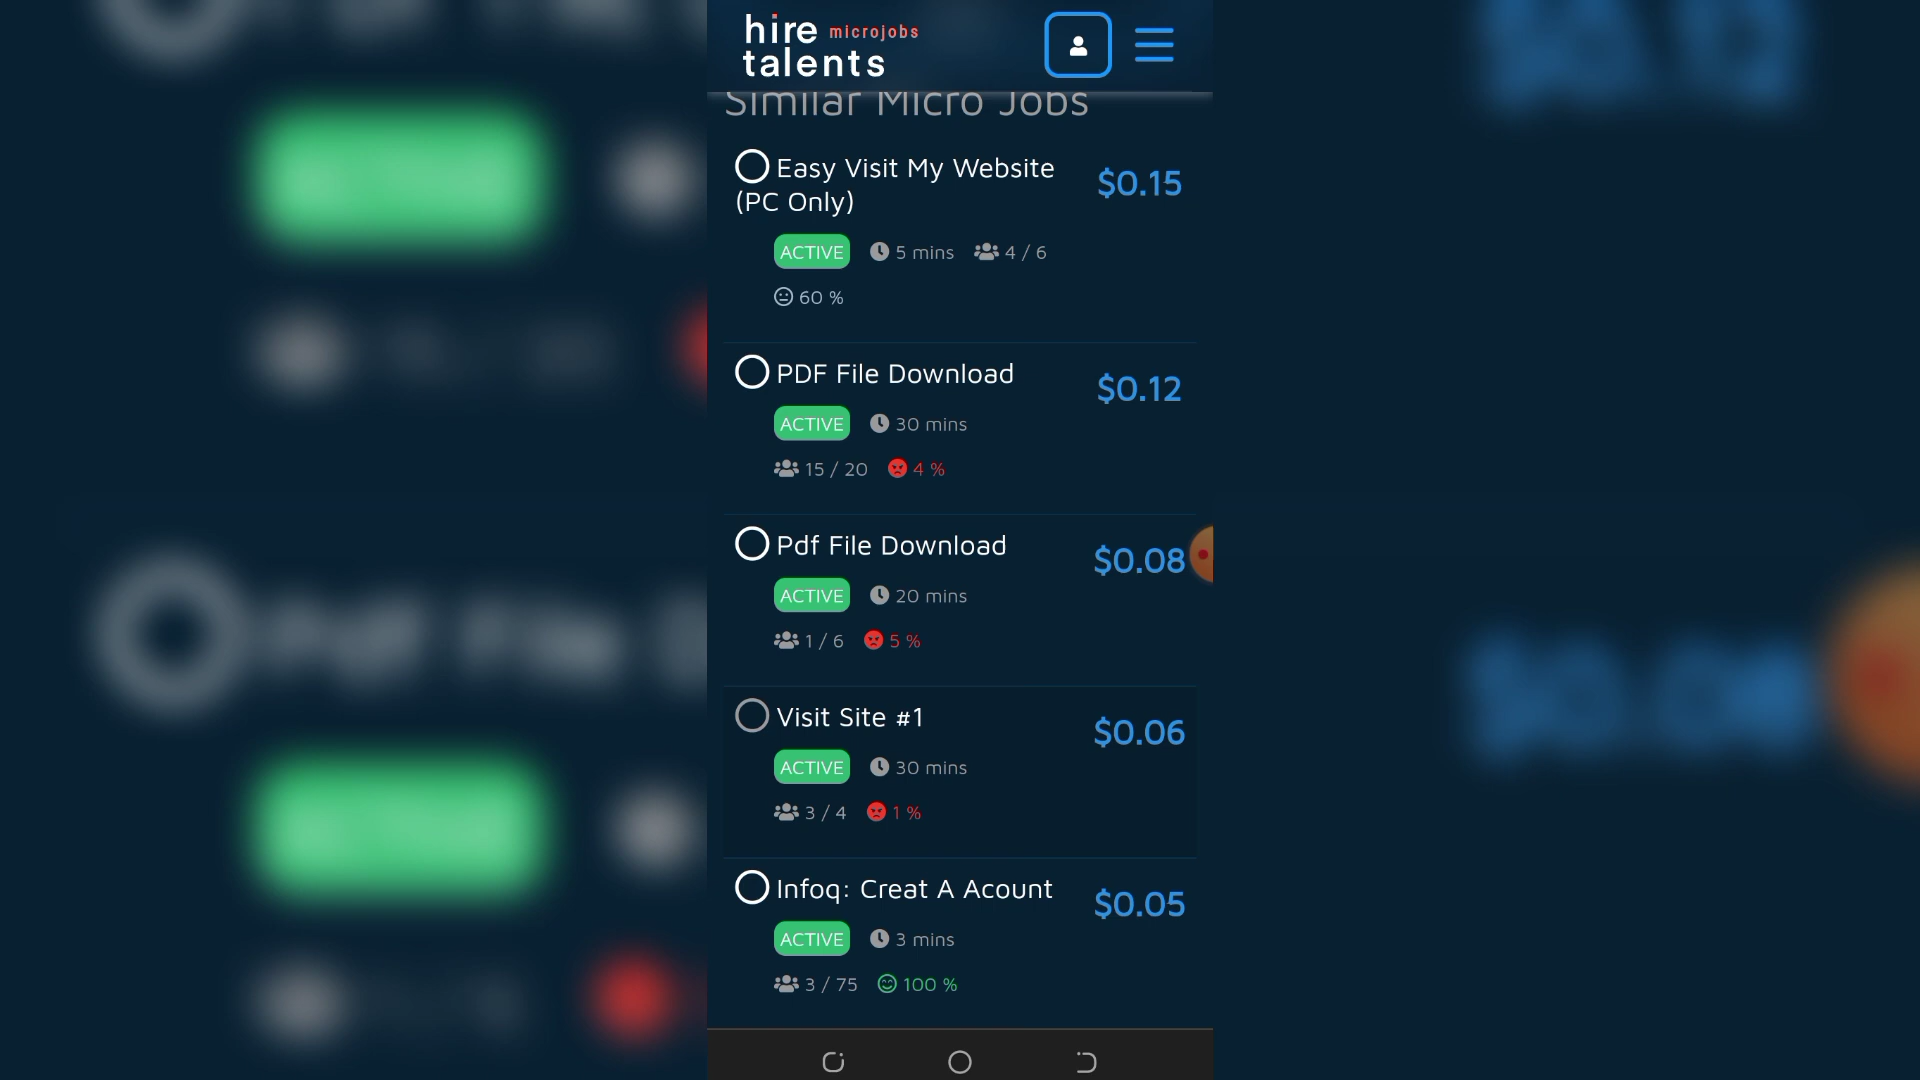 hire microjobs
talents
Similar Micro Jobs
Easy Visit My Website
(PC Only)
$0.15
ACTIVE 5 mins 4 / 6
60 %
PDF File Download
$0.12
ACTIVE 30 mins
15 / 20 4 %
Pdf File Download
$0.08
ACTIVE 20 mins
1 / 6 5 %
Visit Site #1
$0.06
ACTIVE 30 mins
3 / 4 1 %
Infoq: Creat A Acount
$0.05
ACTIVE 3 mins
3 / 75 100 %